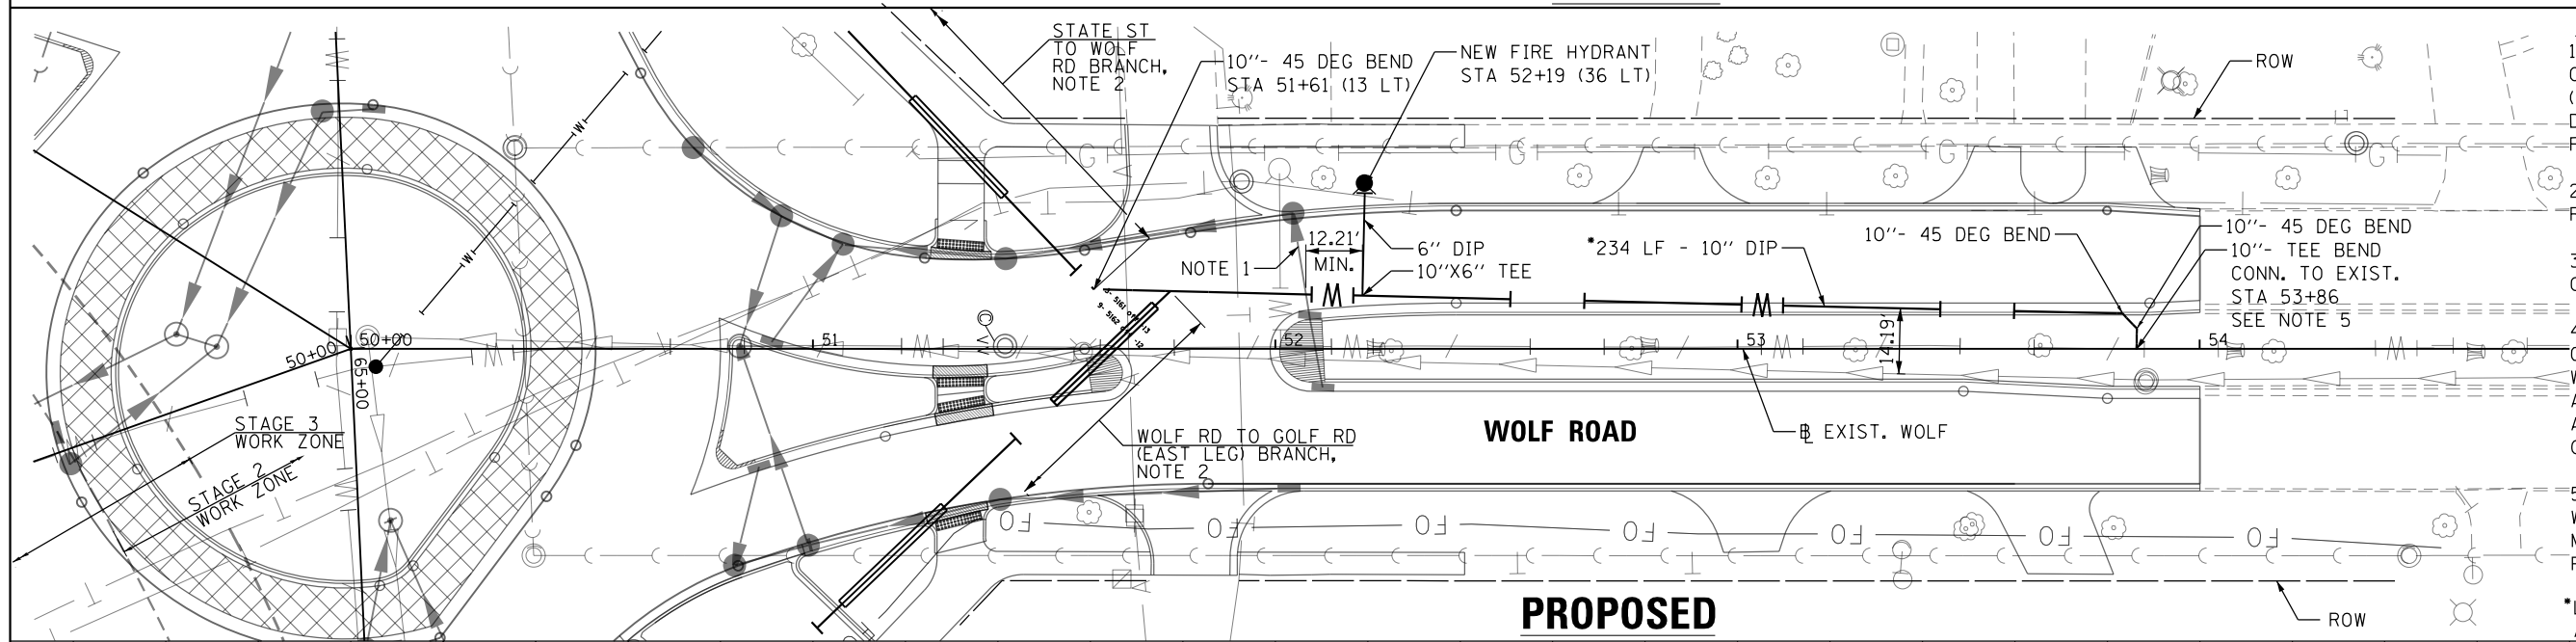 STATE ST
TO WOLF
RD BRANCH,
NOTE 2
10"- 45 DEG BEND
STA 51+61 (13 LT)
NEW FIRE HYDRANT
STA 52+19 (36 LT)
ROW
W
W
G
G
G
12.21'
MIN.
NOTE 1
6" DIP
10"X6" TEE
*234 LF - 10" DIP
10"- 45 DEG BEND
10"- 45 DEG BEND
10"- TEE BEND
CONN. TO EXIST.
STA 53+86
SEE NOTE 5
14.19'
50+00
50+00
65+00
51
52
53
54
STAGE 3
WORK ZONE
STAGE 2
WORK ZONE
WOLF RD TO GOLF RD
(EAST LEG) BRANCH,
NOTE 2
WOLF ROAD
EXIST. WOLF
FO
FO
FO
FO
FO
FO
FO
PROPOSED
ROW